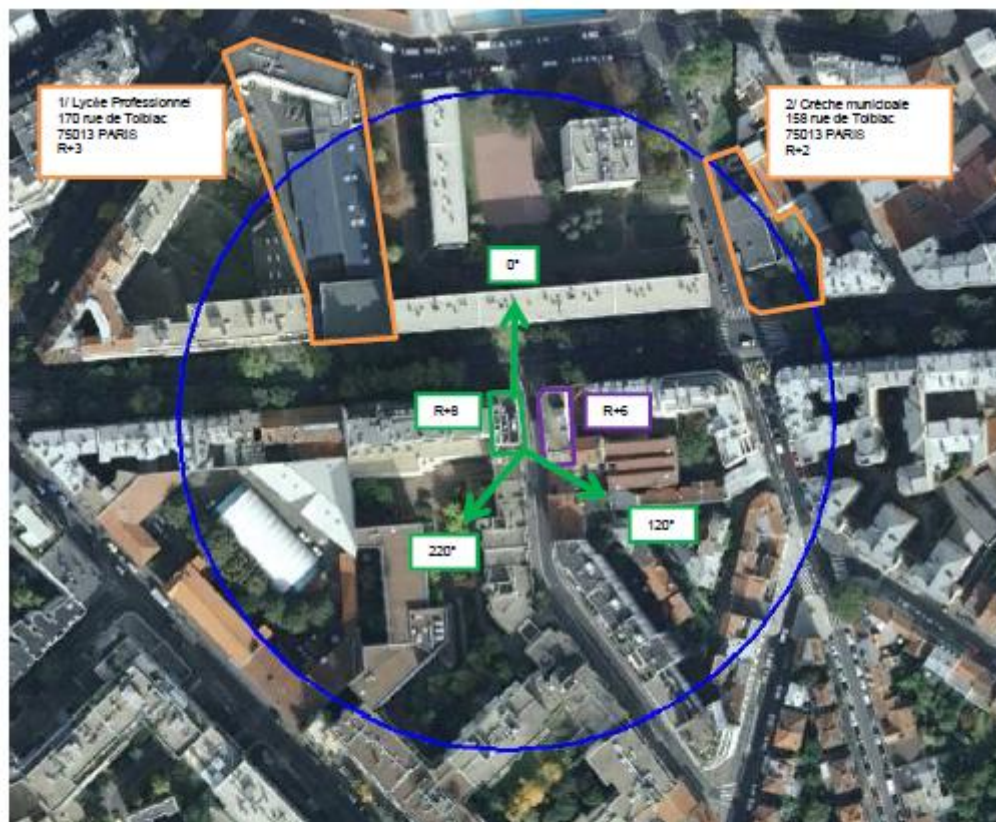 1/ Lycée Professionnel
170 rue de Tolbiac
75013 PARIS
R+3
2/ Crèche municipale
158 rue de Tolbiac
75013 PARIS
R+2
0°
R+8
R+6
120°
220°